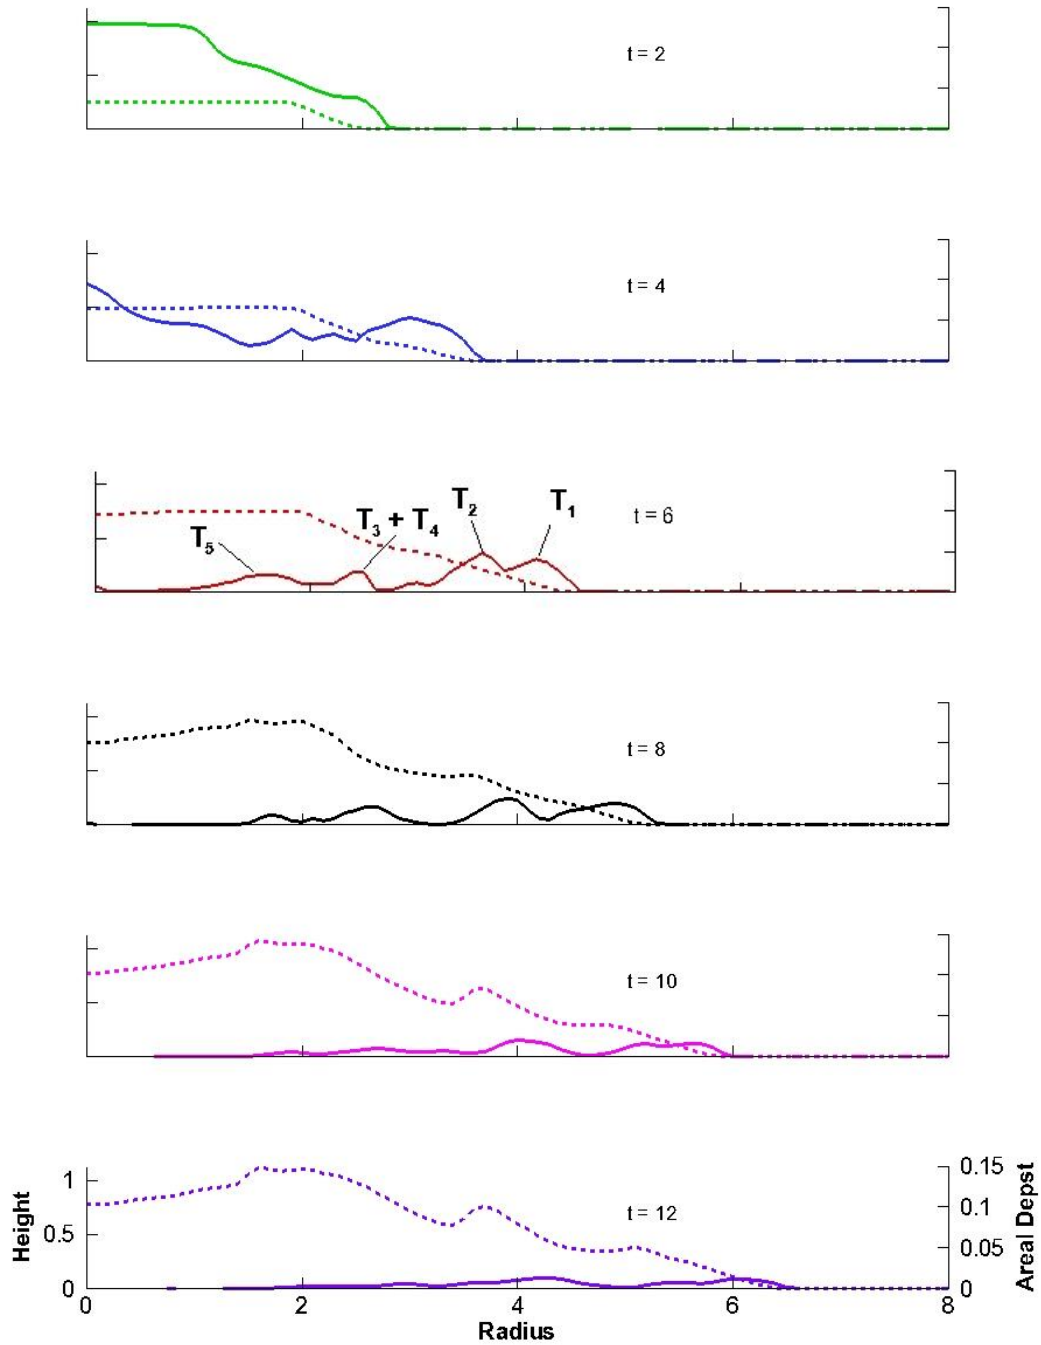 t = 2
t = 4
T2
T1
T3 + T4
t = 6
T5
t = 8
t = 10
1
0.15
0.1
t = 12
0.5
0.05
0
0
Height
Areal Depst
0 2 4 6 8
Radius